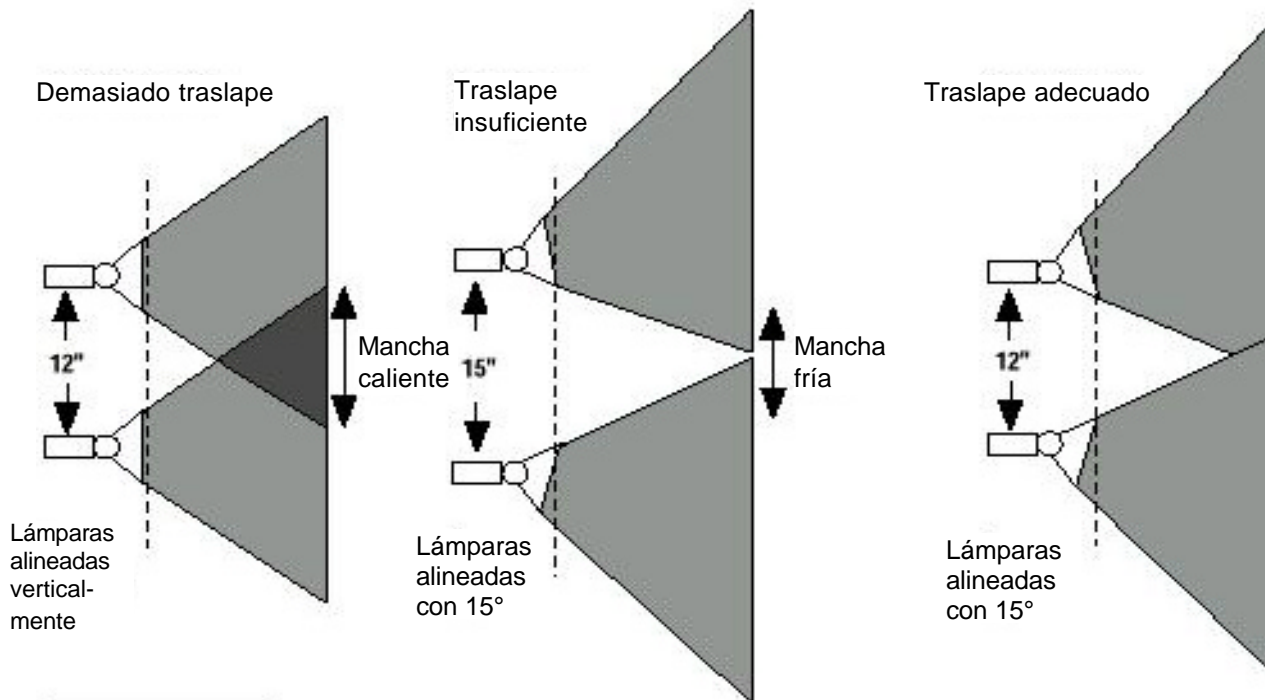 Demasiado traslape
12"
Mancha
caliente
Lámparas
alineadas
vertical-
mente
Traslape
insuficiente
15"
Mancha
fría
Lámparas
alineadas
con 15°
Traslape adecuado
12"
Lámparas
alineadas
con 15°